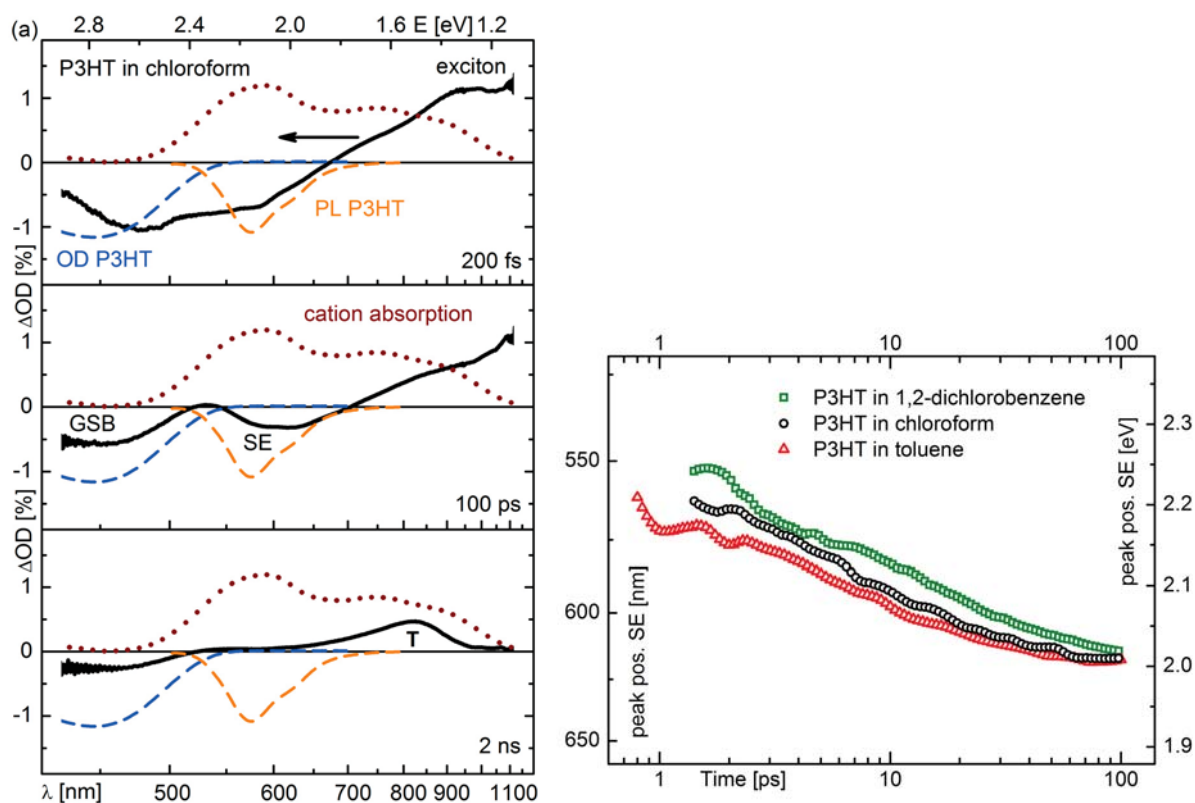 (a)
2.8 2.4 2.0 1.6 E [eV] 1.2
P3HT in chloroform
exciton
1
0
-1
PL P3HT
OD P3HT
200 fs
ΔOD [%]
cation absorption
1
0
-1
GSB
SE
100 ps
ΔOD [%]
1
0
-1
T
2 ns
λ [nm] 500 600 700 800 900 1100
1 10 100
P3HT in 1,2-dichlorobenzene
P3HT in chloroform
P3HT in toluene
550
600
650
peak pos. SE [nm]
2.3
2.2
2.1
2.0
1.9
peak pos. SE [eV]
1 Time [ps] 10 100